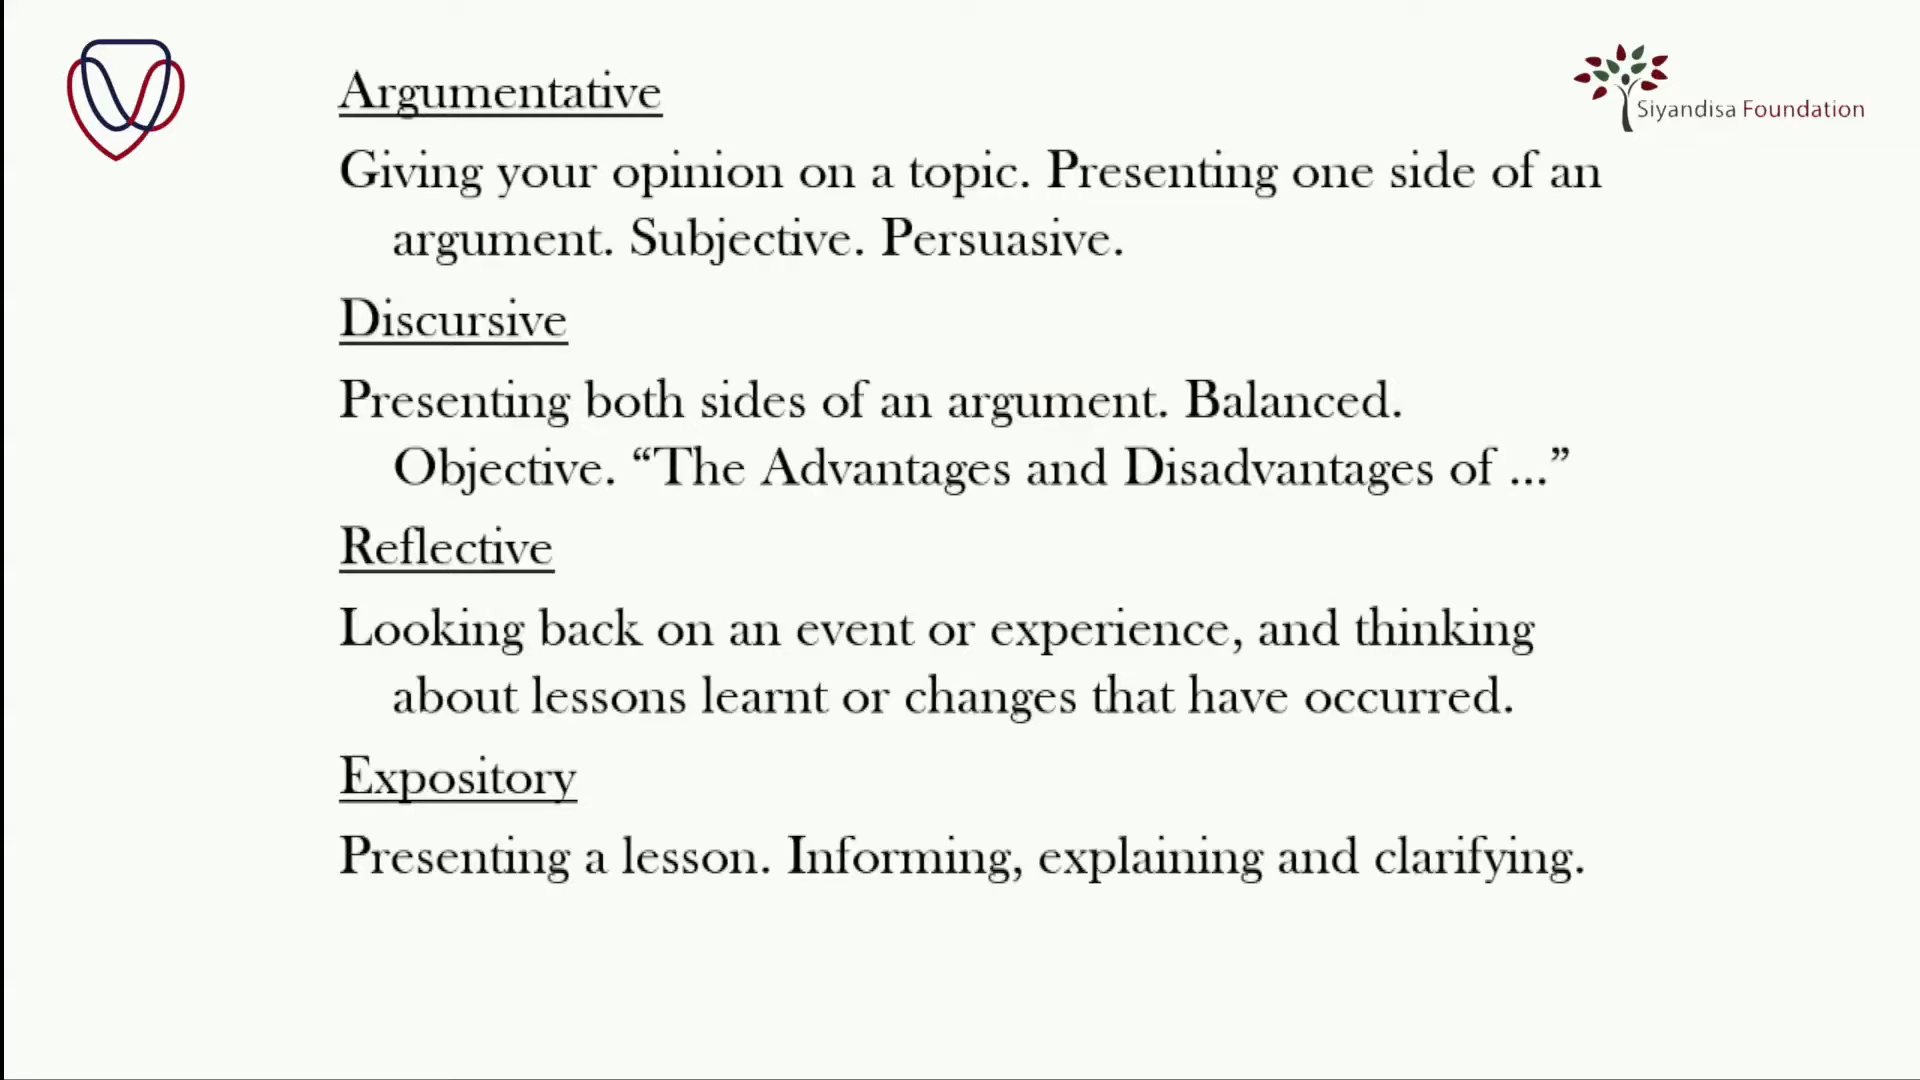 Argumentative
Siyandisa Foundation
Giving your opinion on a topic. Presenting one side of an
argument. Subjective. Persuasive.
Discursive
Presenting both sides of an argument. Balanced.
Objective. “The Advantages and Disadvantages of ...”
Reflective
Looking back on an event or experience, and thinking
about lessons learnt or changes that have occurred.
Expository
Presenting a lesson. Informing, explaining and clarifying.